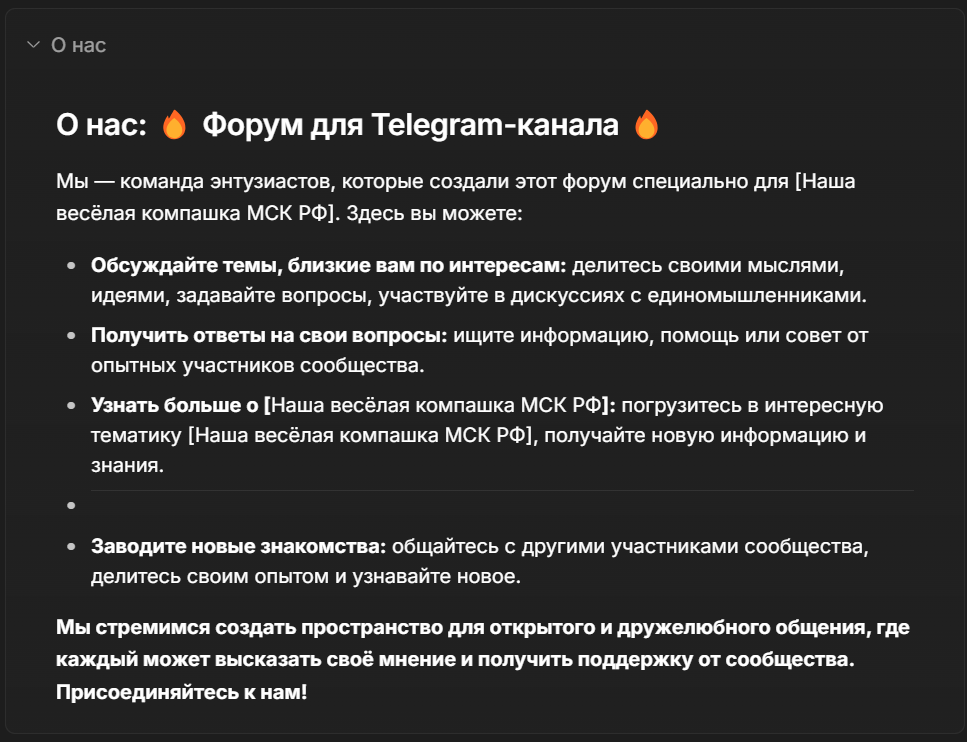 О нас
О нас: 🔥 Форум для Telegram-канала 🔥
Мы — команда энтузиастов, которые создали этот форум специально для [Наша
весёлая компашка МСК РФ]. Здесь вы можете:
• Обсуждайте темы, близкие вам по интересам: делитесь своими мыслями,
идеями, задавайте вопросы, участвуйте в дискуссиях с единомышленниками.
• Получить ответы на свои вопросы: ищите информацию, помощь или совет от
опытных участников сообщества.
• Узнать больше о [Наша весёлая компашка МСК РФ]: погрузитесь в интересную
тематику [Наша весёлая компашка МСК РФ], получайте новую информацию и
знания.
•
• Заводите новые знакомства: общайтесь с другими участниками сообщества,
делитесь своим опытом и узнавайте новое.
Мы стремимся создать пространство для открытого и дружелюбного общения, где
каждый может высказать своё мнение и получить поддержку от сообщества.
Присоединяйтесь к нам!